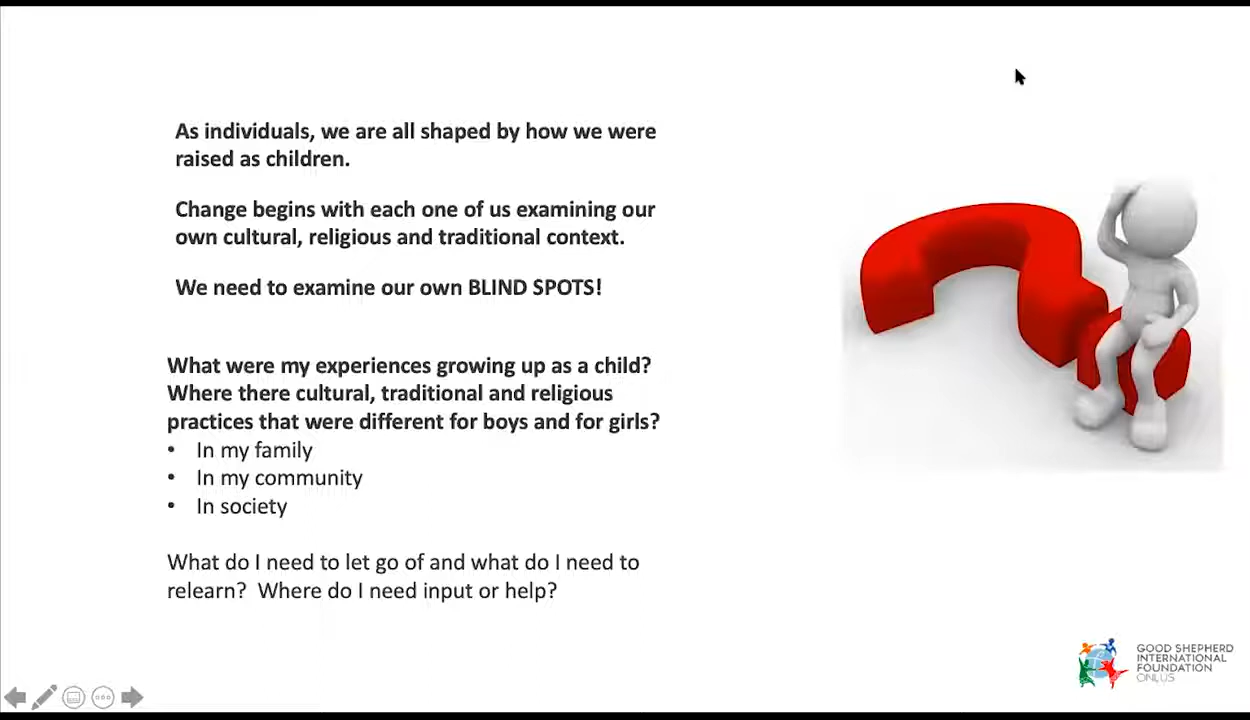 As individuals, we are all shaped by how we were
raised as children.
Change begins with each one of us examining our
own cultural, religious and traditional context.
We need to examine our own BLIND SPOTS!
What were my experiences growing up as a child?
Where there cultural, traditional and religious
practices that were different for boys and for girls?
• In my family
• In my community
• In society
What do I need to let go of and what do I need to
relearn?  Where do I need input or help?
GOOD SHEPHERD
INTERNATIONAL
FOUNDATION
ONLUS